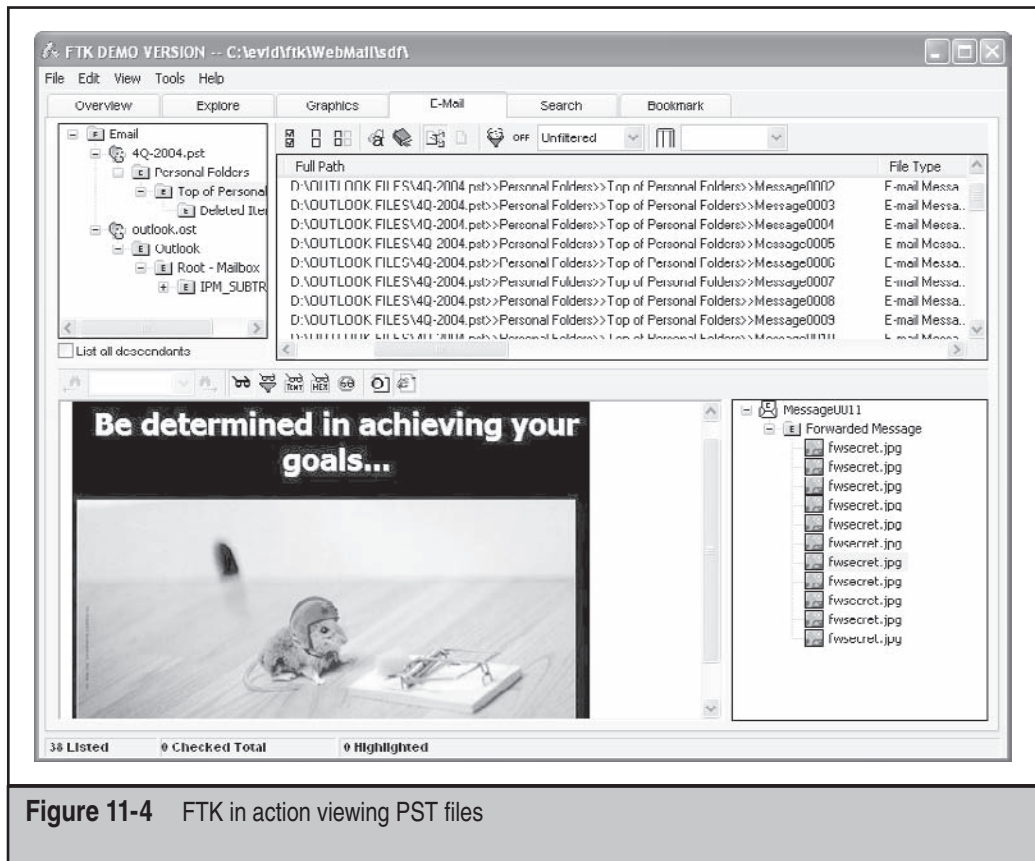 FTK DEMO VERSION -- C:\evid\ftk\WebMail\sdf\
File Edit View Tools Help
Overview Explore Graphics E-Mail Search Bookmark
Email
4Q-2004.pst
Personal Folders
Top of Personal
Deleted Iter
outlook.ost
Outlook
Root - Mailbox
IPM_SUBTR
List all descendants
OFF Unfiltered
Full Path File Type
D:\OUTLOOK FILES\4Q-2004.pst>>Personal Folders>>Top of Personal Folders>>Message0002 E-mail Messa..
D:\OUTLOOK FILES\4Q-2004.pst>>Personal Folders>>Top of Personal Folders>>Message0003 E-mail Messa..
D:\OUTLOOK FILES\4Q-2004.pst>>Personal Folders>>Top of Personal Folders>>Message0004 E-mail Messa..
D:\OUTLOOK FILES\4Q-2004.pst>>Personal Folders>>Top of Personal Folders>>Message0005 E-mail Messa..
D:\OUTLOOK FILES\4Q-2004.pst>>Personal Folders>>Top of Personal Folders>>Message0006 E-mail Messa..
D:\OUTLOOK FILES\4Q-2004.pst>>Personal Folders>>Top of Personal Folders>>Message0007 E-mail Messa..
D:\OUTLOOK FILES\4Q-2004.pst>>Personal Folders>>Top of Personal Folders>>Message0008 E-mail Messa..
D:\OUTLOOK FILES\4Q-2004.pst>>Personal Folders>>Top of Personal Folders>>Message0009 E-mail Messa..
TEXT HEX
Be determined in achieving your
goals...
Message0011
Forwarded Message
fwsecret.jpg
fwsecret.jpg
fwsecret.jpg
fwsecret.jpg
fwsecret.jpg
fwsecret.jpg
fwsecret.jpg
fwsecret.jpg
fwsecret.jpg
fwsecret.jpg
fwsecret.jpg
38 Listed 0 Checked Total 0 Highlighted
Figure 11-4 FTK in action viewing PST files